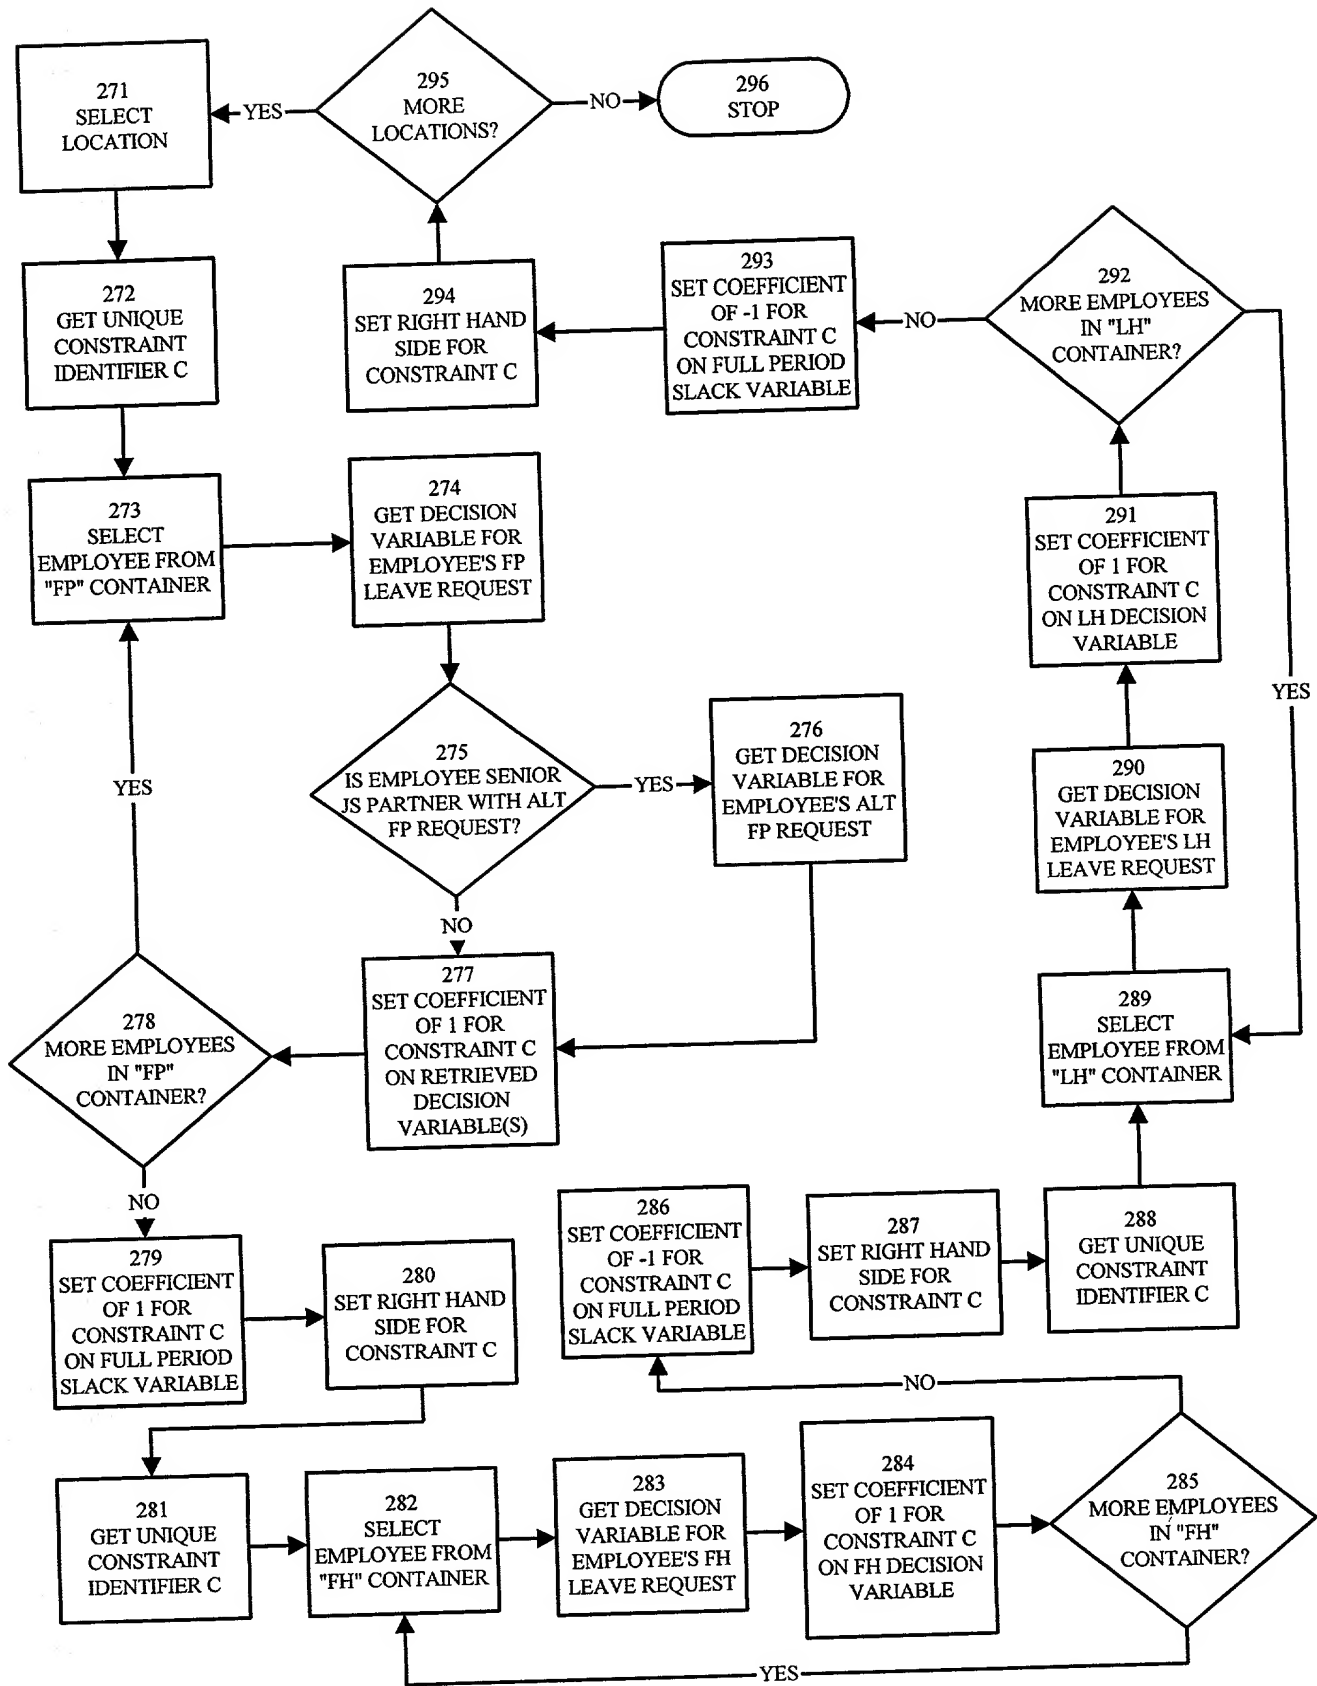 271
SELECT
LOCATION
YES
295
MORE
LOCATIONS?
NO
296
STOP
272
GET UNIQUE
CONSTRAINT
IDENTIFIER C
294
SET RIGHT HAND
SIDE FOR
CONSTRAINT C
293
SET COEFFICIENT
OF -1 FOR
CONSTRAINT C
ON FULL PERIOD
SLACK VARIABLE
NO
292
MORE EMPLOYEES
IN "LH"
CONTAINER?
YES
273
SELECT
EMPLOYEE FROM
"FP" CONTAINER
274
GET DECISION
VARIABLE FOR
EMPLOYEE'S FP
LEAVE REQUEST
291
SET COEFFICIENT
OF 1 FOR
CONSTRAINT C
ON LH DECISION
VARIABLE
YES
275
IS EMPLOYEE SENIOR
JS PARTNER WITH ALT
FP REQUEST?
YES
276
GET DECISION
VARIABLE FOR
EMPLOYEE'S ALT
FP REQUEST
290
GET DECISION
VARIABLE FOR
EMPLOYEE'S LH
LEAVE REQUEST
NO
278
MORE EMPLOYEES
IN "FP"
CONTAINER?
277
SET COEFFICIENT
OF 1 FOR
CONSTRAINT C
ON RETRIEVED
DECISION
VARIABLE(S)
289
SELECT
EMPLOYEE FROM
"LH" CONTAINER
NO
279
SET COEFFICIENT
OF 1 FOR
CONSTRAINT C
ON FULL PERIOD
SLACK VARIABLE
280
SET RIGHT HAND
SIDE FOR
CONSTRAINT C
286
SET COEFFICIENT
OF -1 FOR
CONSTRAINT C
ON FULL PERIOD
SLACK VARIABLE
287
SET RIGHT HAND
SIDE FOR
CONSTRAINT C
288
GET UNIQUE
CONSTRAINT
IDENTIFIER C
NO
281
GET UNIQUE
CONSTRAINT
IDENTIFIER C
282
SELECT
EMPLOYEE FROM
"FH" CONTAINER
283
GET DECISION
VARIABLE FOR
EMPLOYEE'S FH
LEAVE REQUEST
284
SET COEFFICIENT
OF 1 FOR
CONSTRAINT C
ON FH DECISION
VARIABLE
285
MORE EMPLOYEES
IN "FH"
CONTAINER?
YES